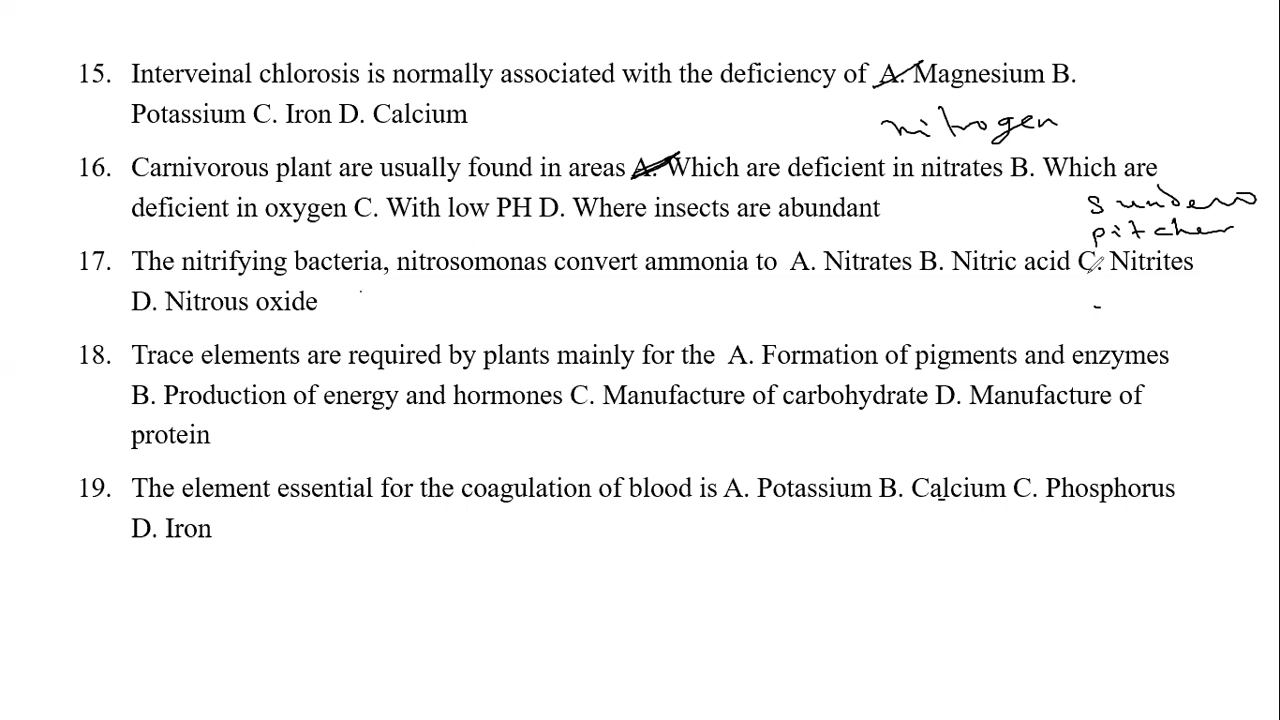 15. Interveinal chlorosis is normally associated with the deficiency of A. Magnesium B.
Potassium C. Iron D. Calcium
nitrogen
16. Carnivorous plant are usually found in areas A. Which are deficient in nitrates B. Which are
deficient in oxygen C. With low PH D. Where insects are abundant
sundews
pitcher
17. The nitrifying bacteria, nitrosomonas convert ammonia to A. Nitrates B. Nitric acid C. Nitrites
D. Nitrous oxide
18. Trace elements are required by plants mainly for the A. Formation of pigments and enzymes
B. Production of energy and hormones C. Manufacture of carbohydrate D. Manufacture of
protein
19. The element essential for the coagulation of blood is A. Potassium B. Calcium C. Phosphorus
D. Iron